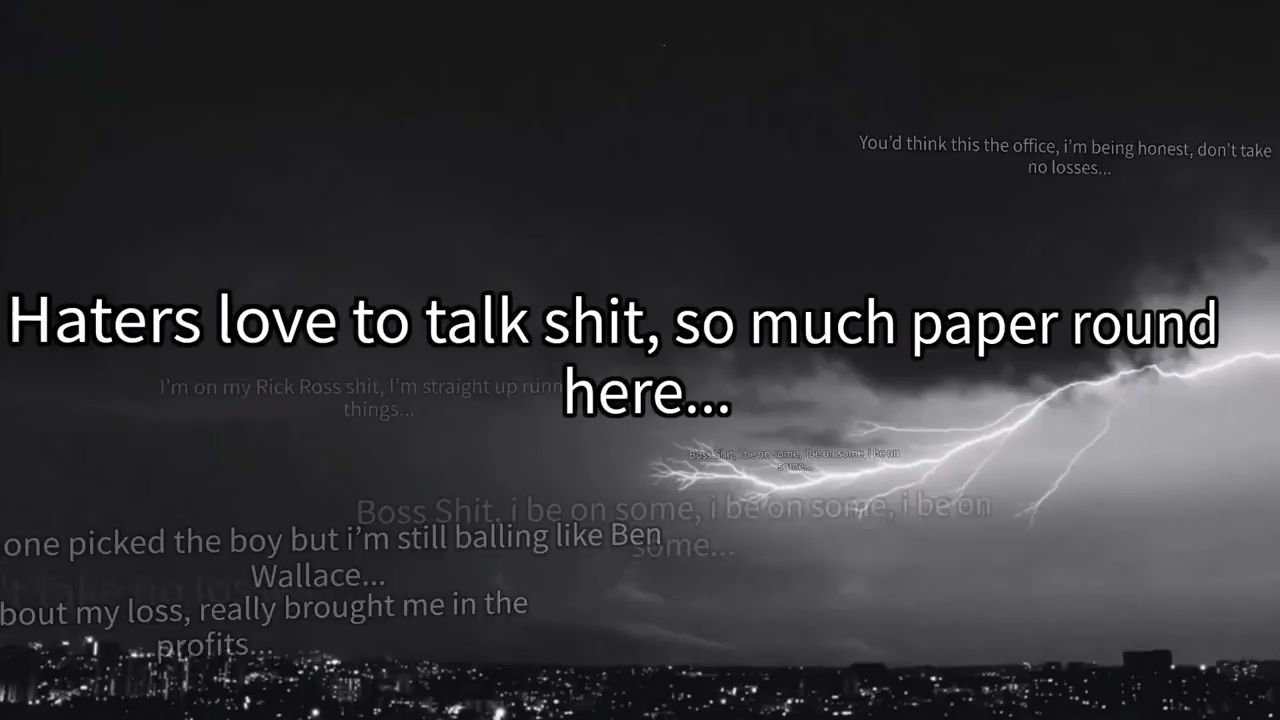 You'd think this the office, i'm being honest, don't take
no losses...
Haters love to talk shit, so much paper round
here...
I'm on my Rick Ross shit, I'm straight up runn
things...
Boss Shit, i be on some, i be on some, i be on
some...
Boss Shit, i be on some, i be on some, i be on
some...
one picked the boy but i'm still balling like Ben
Wallace...
't take no los
bout my loss, really brought me in the
profits...